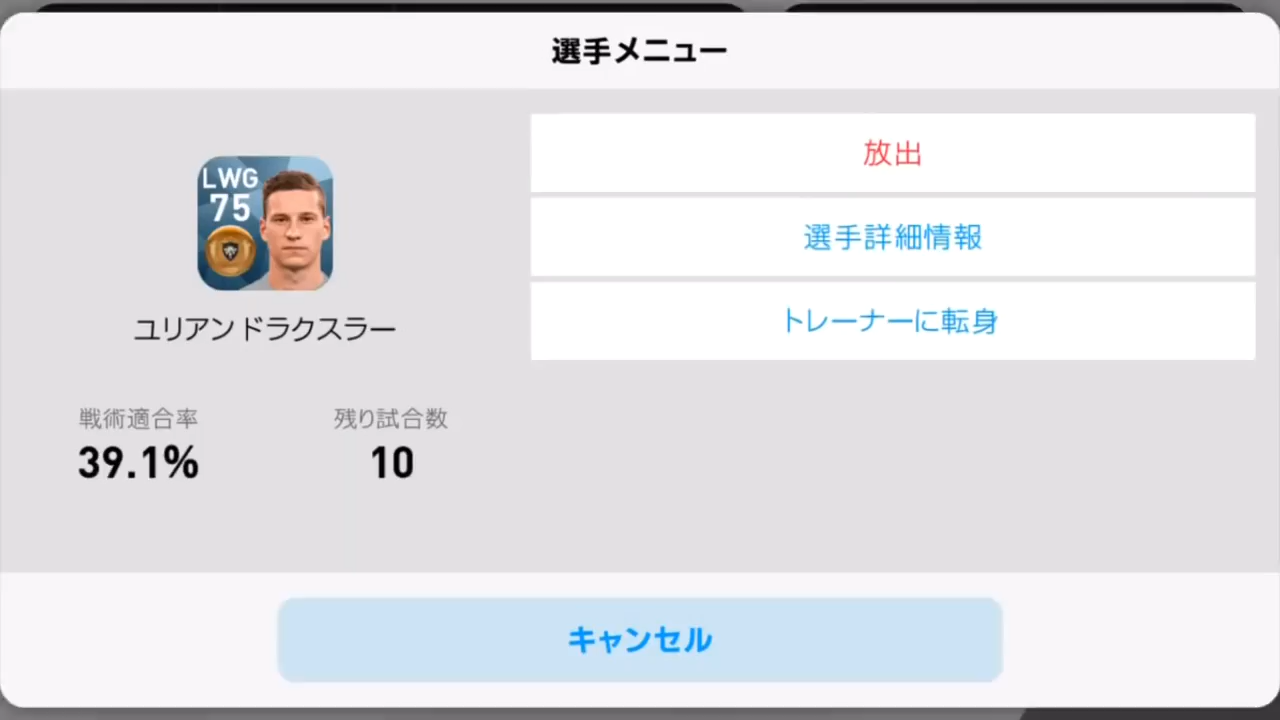 選手メニュー
LWG
75
ユリアン ドラクスラー
戦術適合率
残り試合数
39.1%
10
放出
選手詳細情報
トレーナーに転身
キャンセル